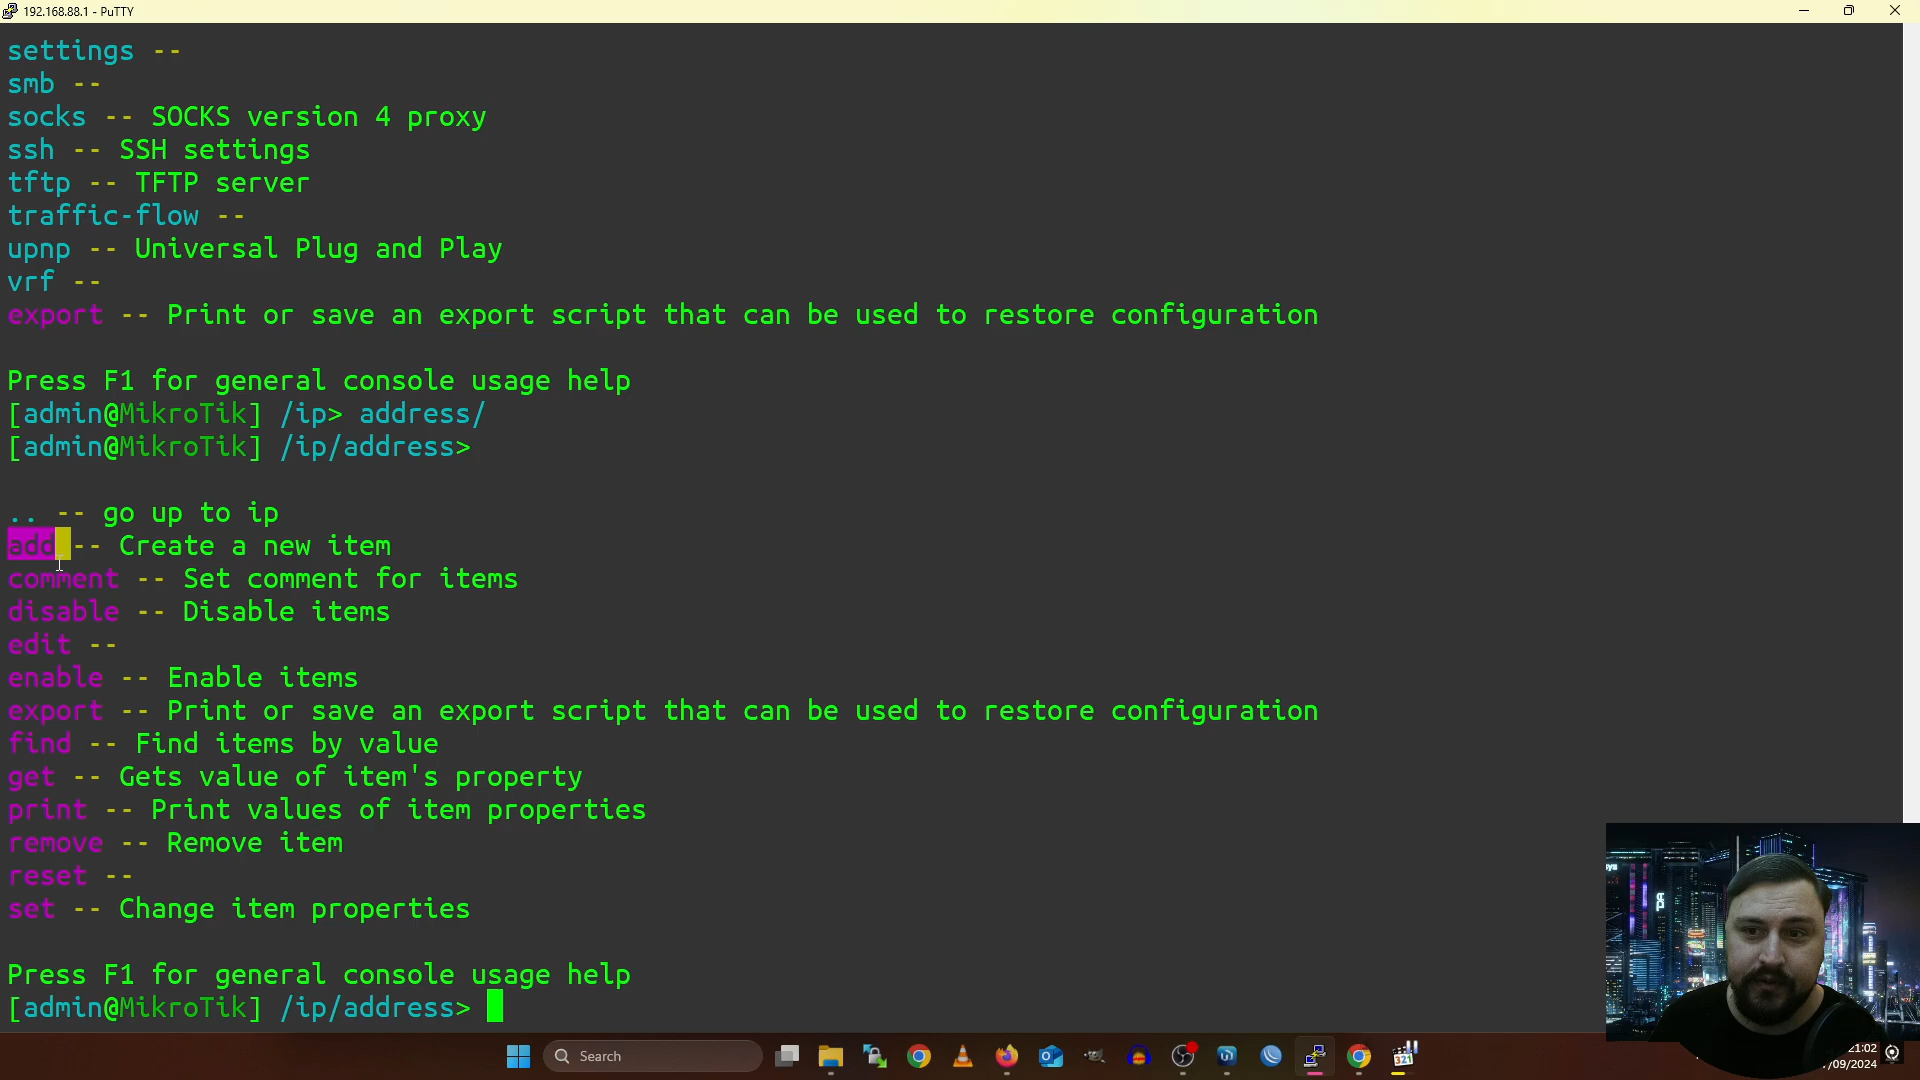 192.168.88.1 - PuTTY
settings --
smb --
socks -- SOCKS version 4 proxy
ssh -- SSH settings
tftp -- TFTP server
traffic-flow --
upnp -- Universal Plug and Play
vrf --
export -- Print or save an export script that can be used to restore configuration
Press F1 for general console usage help
[admin@MikroTik] /ip> address/
[admin@MikroTik] /ip/address>
.. -- go up to ip
add -- Create a new item
comment -- Set comment for items
disable -- Disable items
edit --
enable -- Enable items
export -- Print or save an export script that can be used to restore configuration
find -- Find items by value
get -- Gets value of item's property
print -- Print values of item properties
remove -- Remove item
reset --
set -- Change item properties
Press F1 for general console usage help
[admin@MikroTik] /ip/address>
Search
321
21:02
/09/2024